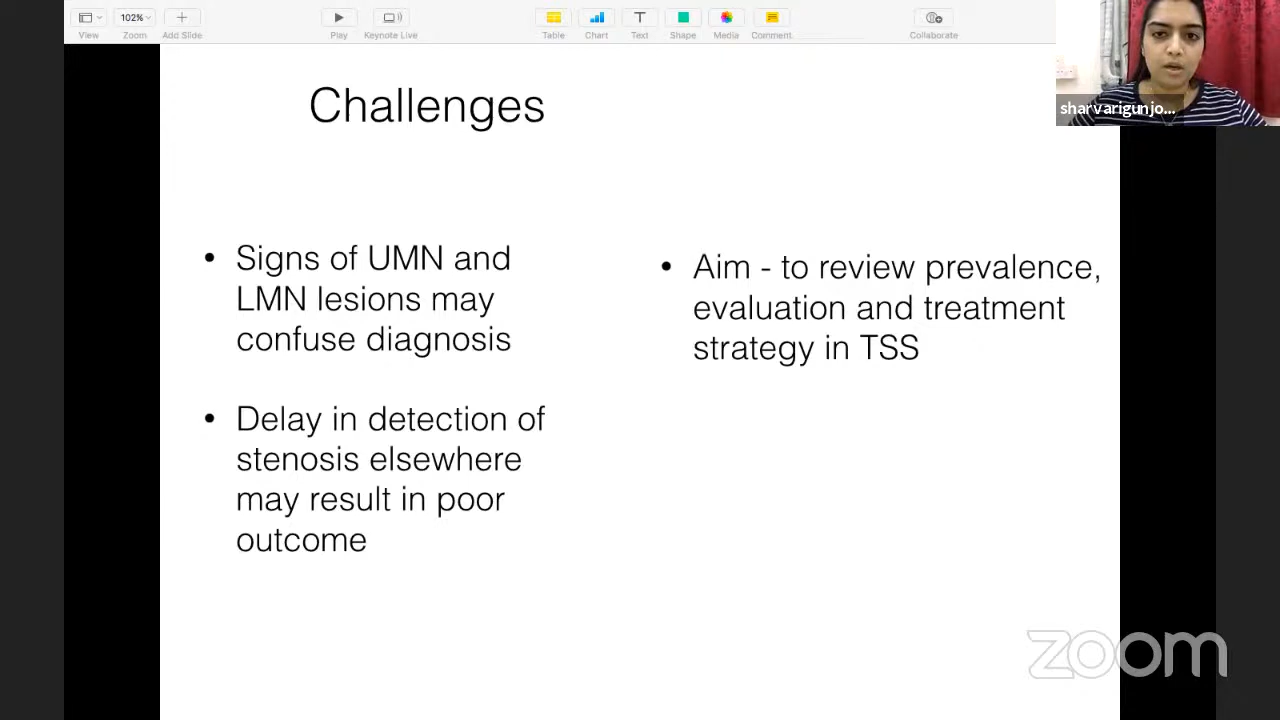 View
102%
Zoom
Add Slide
Play
Keynote Live
Table
Chart
T
Text
Shape
Media
Comment
Collaborate
sharvarigunjo...
Challenges
• Signs of UMN and
LMN lesions may
confuse diagnosis
• Delay in detection of
stenosis elsewhere
may result in poor
outcome
• Aim - to review prevalence,
evaluation and treatment
strategy in TSS
zoom